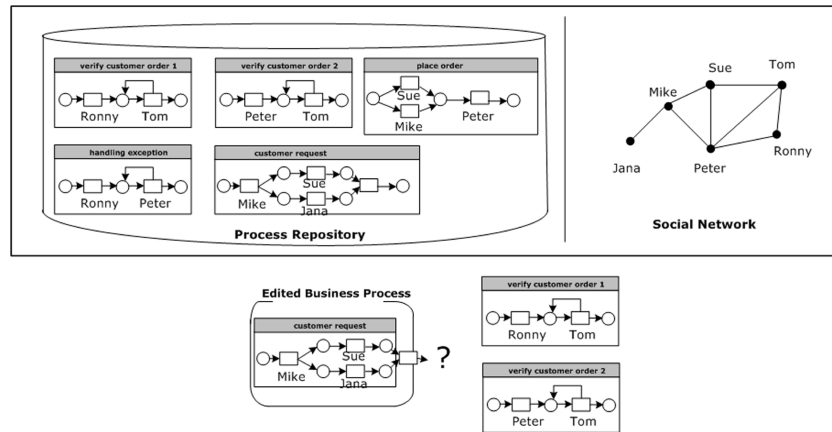 verify customer order 1
Ronny Tom
verify customer order 2
Peter Tom
place order
Sue
Mike Peter
handling exception
Ronny Peter
customer request
Sue
Mike
Jana
Process Repository
Sue
Tom
Mike
Jana
Peter
Ronny
Social Network
Edited Business Process
customer request
Sue
Mike
Jana
?
verify customer order 1
Ronny Tom
verify customer order 2
Peter Tom